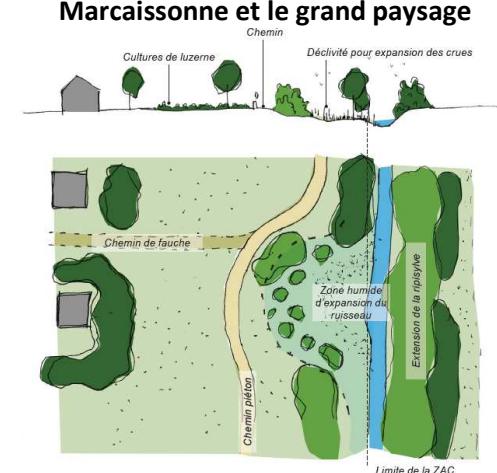 Marcaissonne et le grand paysage
Chemin
Cultures de luzerne
Déclivité pour expansion des crues
Chemin de fauche
Zone humide
d'expansion du
ruisseau
Extension de la ripisylve
Chemin piéton
Limite de la ZAC